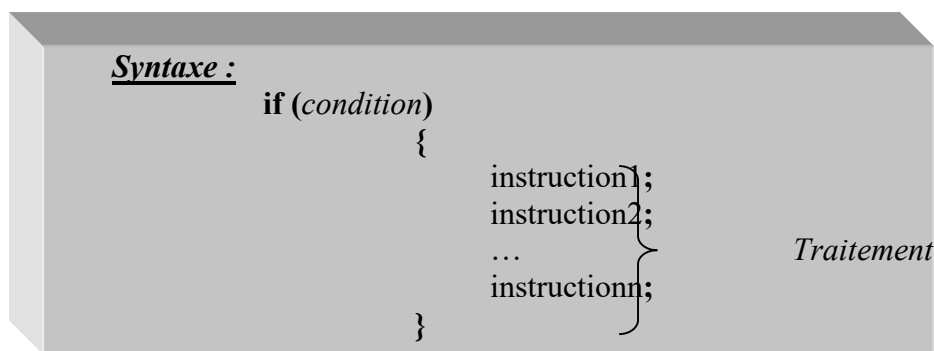 Syntaxe :
if (condition)
{
instruction1;
instruction2;
… Traitement
instructionn;
}